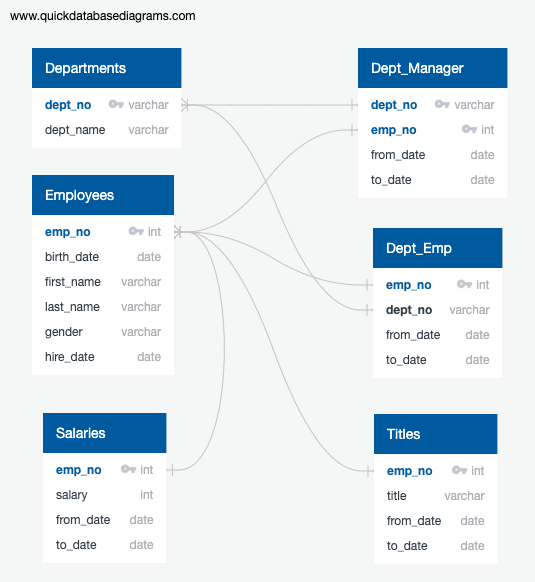 www.quickdatabasediagrams.com
Departments
dept_no varchar
dept_name varchar
Dept_Manager
dept_no varchar
emp_no int
from_date date
to_date date
Employees
emp_no int
birth_date date
first_name varchar
last_name varchar
gender varchar
hire_date date
Dept_Emp
emp_no int
dept_no varchar
from_date date
to_date date
Salaries
emp_no int
salary int
from_date date
to_date date
Titles
emp_no int
title varchar
from_date date
to_date date